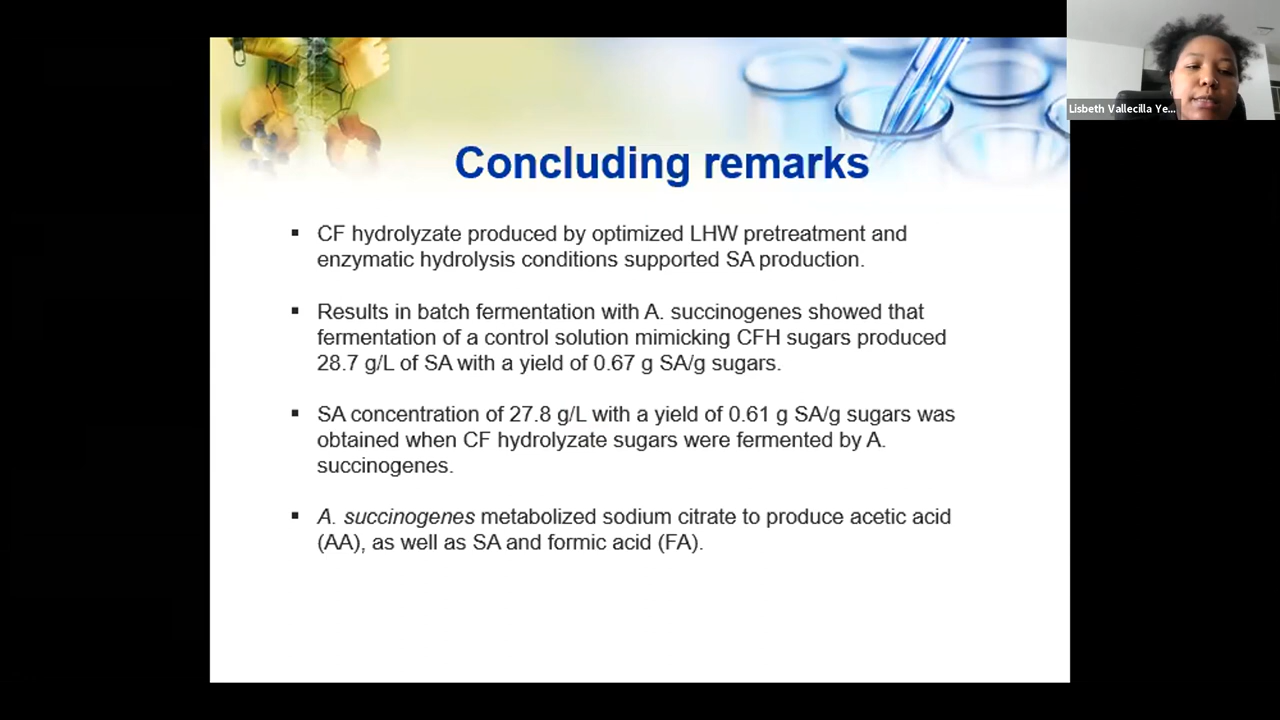 Lisbeth Vallecilla Ye...
Concluding remarks
▪ CF hydrolyzate produced by optimized LHW pretreatment and
enzymatic hydrolysis conditions supported SA production.
▪ Results in batch fermentation with A. succinogenes showed that
fermentation of a control solution mimicking CFH sugars produced
28.7 g/L of SA with a yield of 0.67 g SA/g sugars.
▪ SA concentration of 27.8 g/L with a yield of 0.61 g SA/g sugars was
obtained when CF hydrolyzate sugars were fermented by A.
succinogenes.
▪ A. succinogenes metabolized sodium citrate to produce acetic acid
(AA), as well as SA and formic acid (FA).